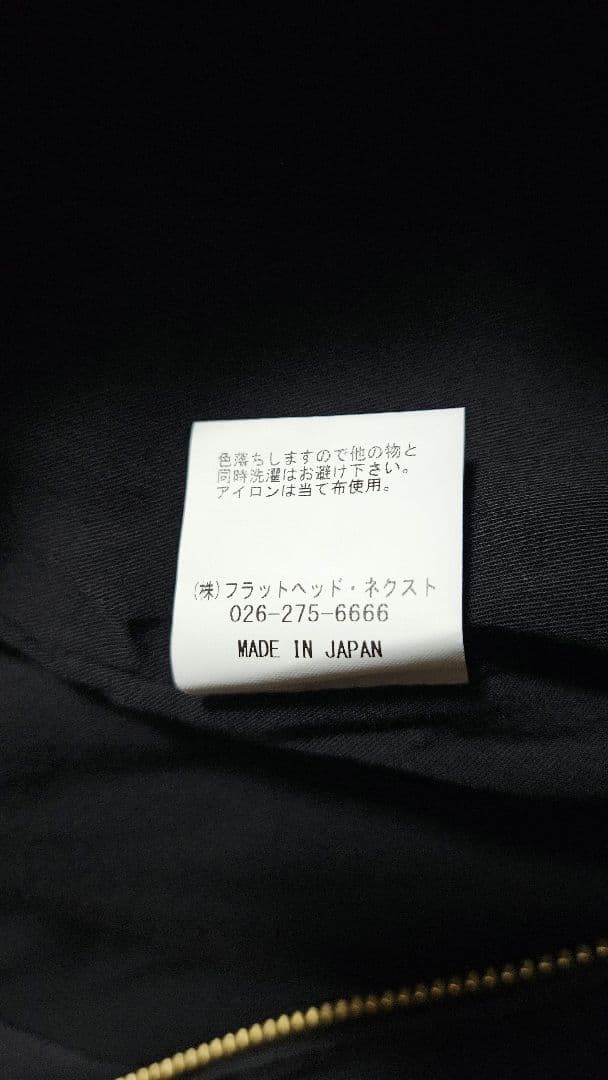 色落ちしますので他の物と
同時洗濯はお避け下さい。
アイロンは当て布使用。
(株)フラットヘッド・ネクスト
026-275-6666
MADE IN JAPAN